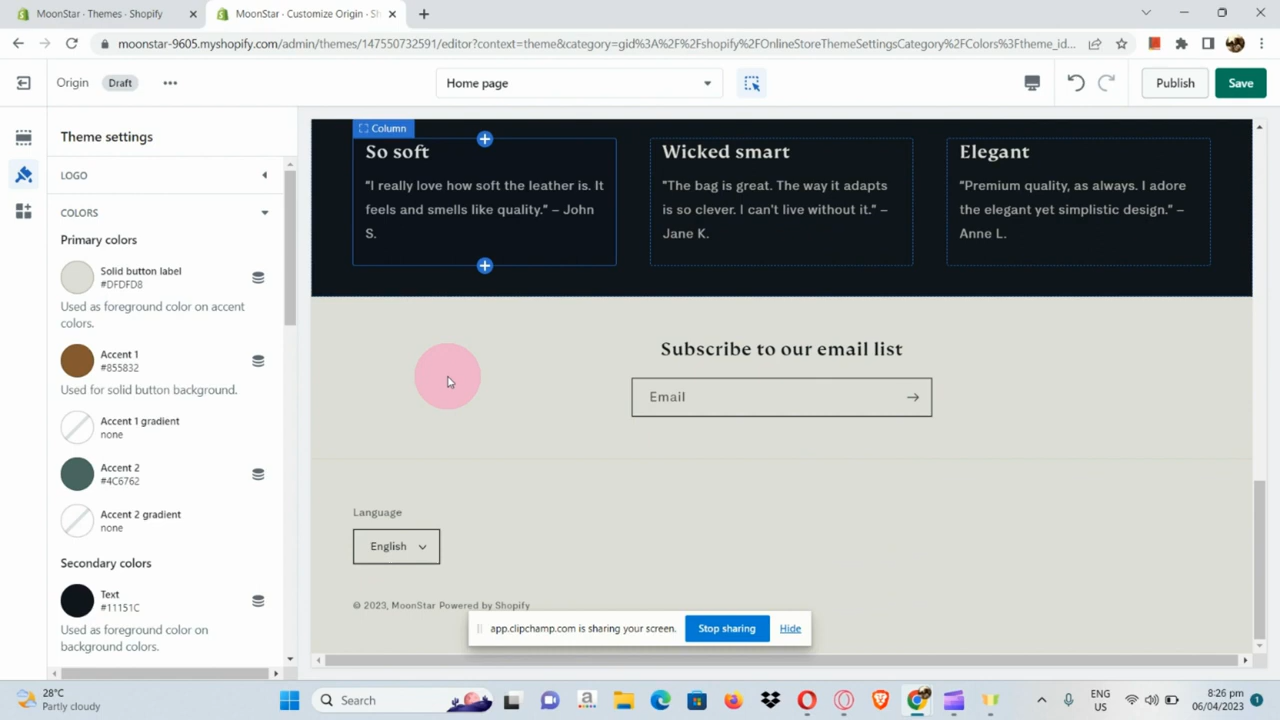 MoonStar · Themes · Shopify
MoonStar · Customize Origin · Sh
moonstar-9605.myshopify.com/admin/themes/147550732591/editor?context=theme&category=gid%3A%2F%2Fshopify%2FOnlineStoreThemeSettingsCategory%2FColors%3Ftheme_id...
Origin
Draft
Home page
Publish
Save
Theme settings
LOGO
COLORS
Primary colors
Solid button label
#DFDFD8
Used as foreground color on accent
colors.
Accent 1
#855832
Used for solid button background.
Accent 1 gradient
none
Accent 2
#4C6762
Accent 2 gradient
none
Secondary colors
Text
#11151C
Used as foreground color on
background colors.
Column
So soft
“I really love how soft the leather is. It
feels and smells like quality.” – John
S.
Wicked smart
“The bag is great. The way it adapts
is so clever. I can't live without it.” –
Jane K.
Elegant
“Premium quality, as always. I adore
the elegant yet simplistic design.” –
Anne L.
Subscribe to our email list
Email
Language
English
© 2023, MoonStar Powered by Shopify
app.clipchamp.com is sharing your screen.
Stop sharing
Hide
28°C
Partly cloudy
Search
ENG
US
8:26 pm
06/04/2023
1